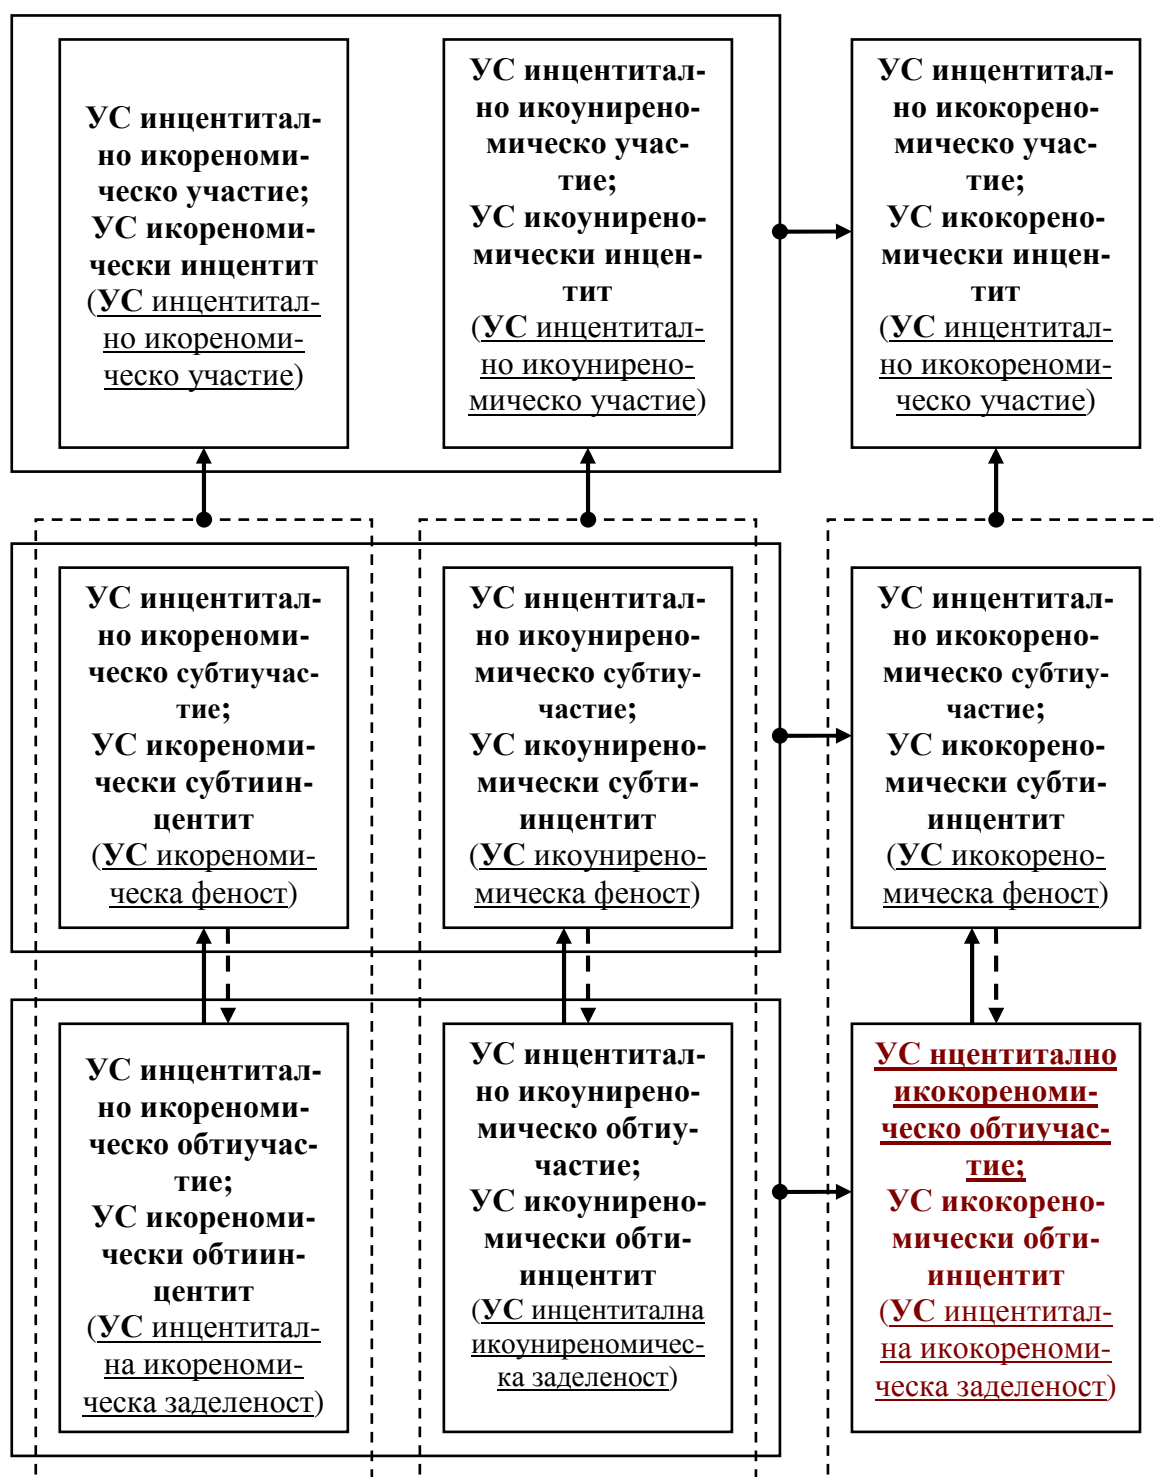 УС инцентитал-
но икореноми-
ческо участие;
УС икореноми-
чески инцентит
(УС инцентитал-
но икореноми-
ческо участие)
УС инцентитал-
но икоунирено-
мическо учас-
тие;
УС икоунирено-
мически инцен-
тит
(УС инцентитал-
но икоунирено-
мическо участие)
УС инцентитал-
но икокорено-
мическо учас-
тие;
УС икокорено-
мически инцен-
тит
(УС инцентитал-
но икокореноми-
ческо участие)
УС инцентитал-
но икореноми-
ческо субтиучас-
тие;
УС икореноми-
чески субтиин-
центит
(УС икореноми-
ческа феност)
УС инцентитал-
но икоунирено-
мическо субтиу-
частие;
УС икоунирено-
мически субти-
инцентит
(УС икоунирено-
мическа феност)
УС инцентитал-
но икокорено-
мическо субтиу-
частие;
УС икокорено-
мически субти-
инцентит
(УС икокорено-
мическа феност)
УС инцентитал-
но икореноми-
ческо обтиучас-
тие;
УС икореноми-
чески обтиин-
центит
(УС инцентитал-
на икореноми-
ческа заделеност)
УС инцентитал-
но икоунирено-
мическо обтиу-
частие;
УС икоунирено-
мически обти-
инцентит
(УС инцентитална
икоуниреномичес-
ка заделеност)
УС нцентитално
икокореноми-
ческо обтиучас-
тие;
УС икокорено-
мически обти-
инцентит
(УС инцентитал-
на икокореноми-
ческа заделеност)